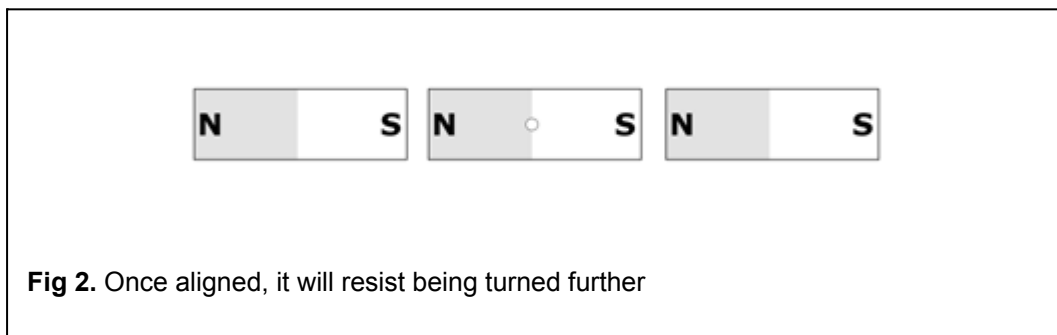 N S N S N S
Fig 2. Once aligned, it will resist being turned further